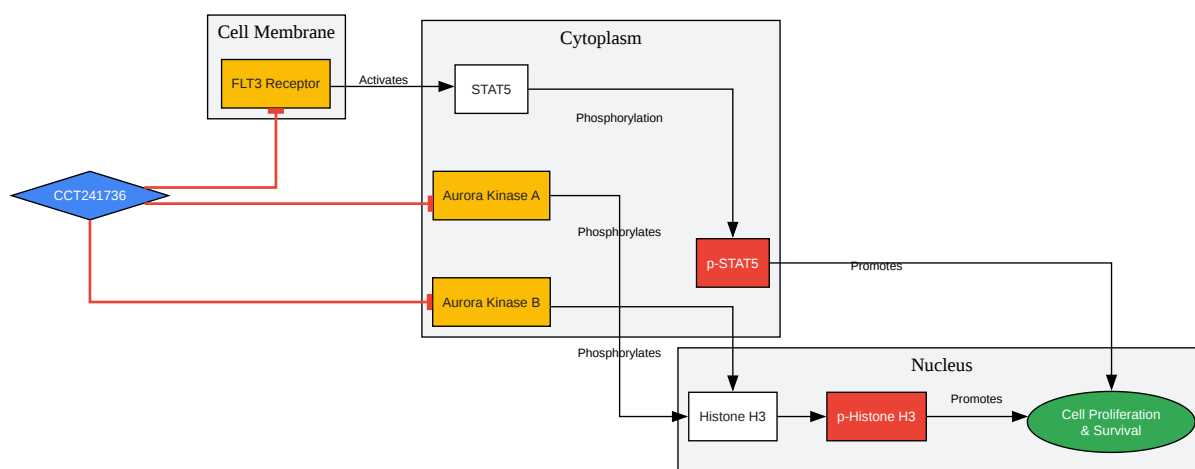 Cell Membrane
FLT3 Receptor
Activates
Cytoplasm
STAT5
Phosphorylation
CCT241736
Aurora Kinase A
Phosphorylates
p-STAT5
Promotes
Aurora Kinase B
Phosphorylates
Nucleus
Histone H3
p-Histone H3
Promotes
Cell Proliferation
& Survival